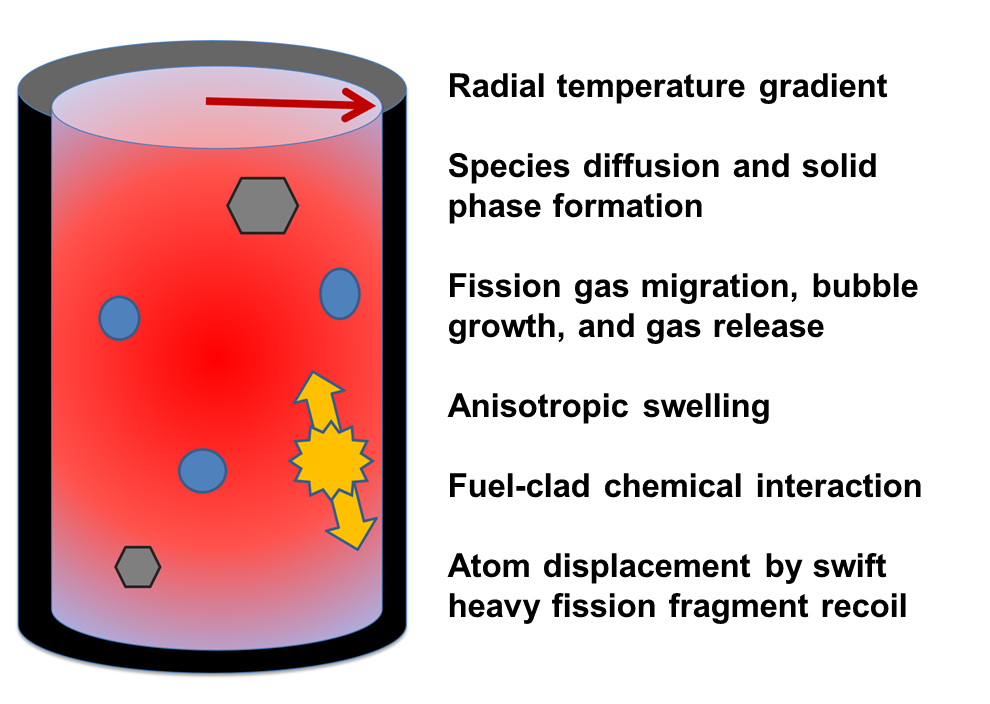 Radial temperature gradient
Species diffusion and solid
phase formation
Fission gas migration, bubble
growth, and gas release
Anisotropic swelling
Fuel-clad chemical interaction
Atom displacement by swift
heavy fission fragment recoil